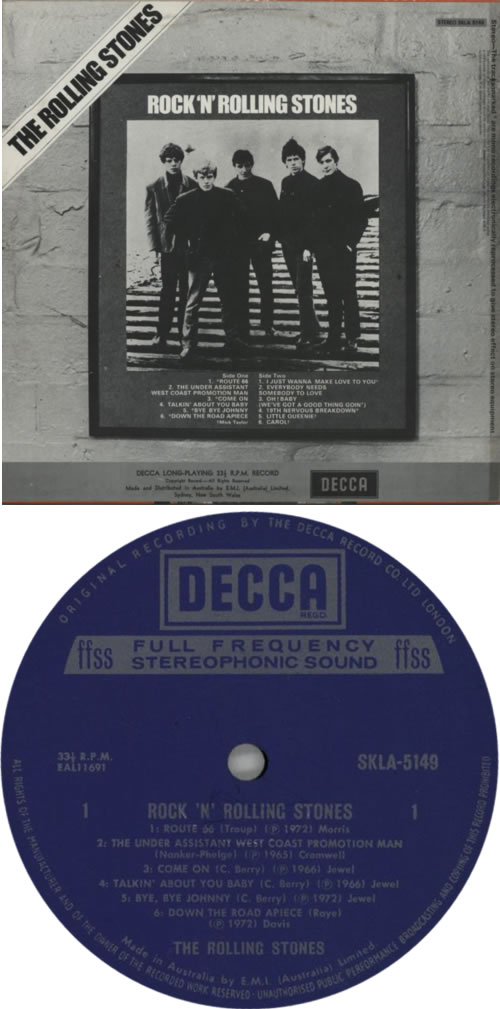 THE ROLLING STONES
STEREO SKLA 5149
ROCK 'N' ROLLING STONES
Side One
1. *ROUTE 66
2. THE UNDER ASSISTANT
WEST COAST PROMOTION MAN
3. *COME ON
4. TALKIN' ABOUT YOU BABY
5. *BYE BYE JOHNNY
6. *DOWN THE ROAD APIECE
Side Two
1. I JUST WANNA MAKE LOVE TO YOU*
2. EVERYBODY NEEDS
SOMEBODY TO LOVE
3. OH! BABY
(WE'VE GOT A GOOD THING GOIN')
4. 19TH NERVOUS BREAKDOWN*
5. LITTLE QUEENIE†
6. CAROL*
DECCA LONG-PLAYING 33⅓ R.P.M. RECORD
Copyright Record—All Rights Reserved
Made and Distributed in Australia by E.M.I. (Australia) Limited,
Sydney, New South Wales
DECCA
ORIGINAL RECORDING BY THE DECCA RECORD CO. LTD LONDON
DECCA
REGD
ffss FULL FREQUENCY ffss
STEREOPHONIC SOUND
33⅓ R.P.M.
EAL11691
SKLA-5149
1 ROCK 'N' ROLLING STONES 1
1: ROUTE 66 (Troup) (℗ 1972) Morris
2: THE UNDER ASSISTANT WEST COAST PROMOTION MAN
(Nanker-Phelge) (℗ 1965) Cromwell
3: COME ON (C. Berry) (℗ 1966) Jewel
4: TALKIN' ABOUT YOU BABY (C. Berry) (℗ 1966) Jewel
5: BYE, BYE JOHNNY (C. Berry) (℗ 1972) Jewel
6: DOWN THE ROAD APIECE (Raye)
(℗ 1972) Davis
THE ROLLING STONES
Made in Australia by E.M.I. (Australia) Limited.
ALL RIGHTS OF THE MANUFACTURER AND OF THE OWNER OF THE RECORDED WORK RESERVED · UNAUTHORISED PUBLIC PERFORMANCE BROADCASTING AND COPYING OF THIS RECORD PROHIBITED